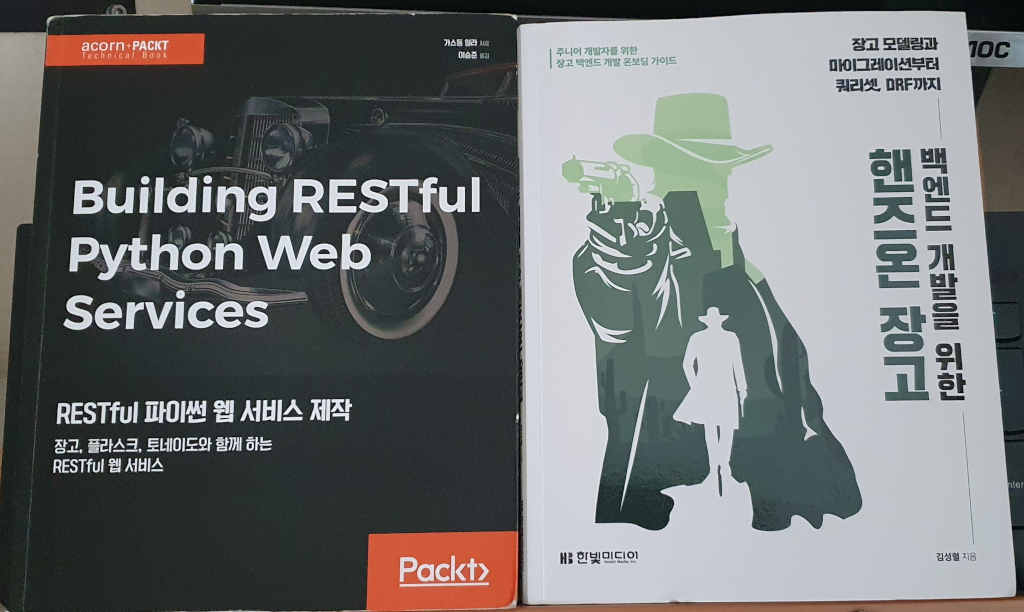 acorn+PACKT
Technical Book
가스통 힐라 지음
이승준 옮김
Building RESTful
Python Web
Services
RESTful 파이썬 웹 서비스 제작
장고, 플라스크, 토네이도와 함께 하는
RESTful 웹 서비스
Packt>
주니어 개발자를 위한
장고 백엔드 개발 온보딩 가이드
장고 모델링과
마이그레이션부터
쿼리셋, DRF까지
백엔드 개발을 위한
핸즈온 장고
HB 한빛미디어
Hanbit Media, Inc.
김성렬 지음